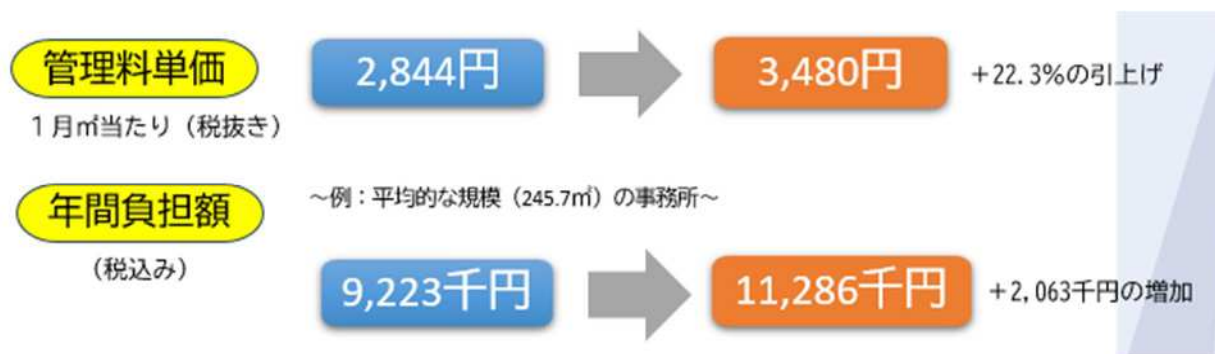 管理料単価
2,844円
3,480円
+22.3%の引上げ
1月㎡当たり(税抜き)
年間負担額
~例:平均的な規模(245.7㎡)の事務所~
(税込み)
9,223千円
11,286千円
+2,063千円の増加